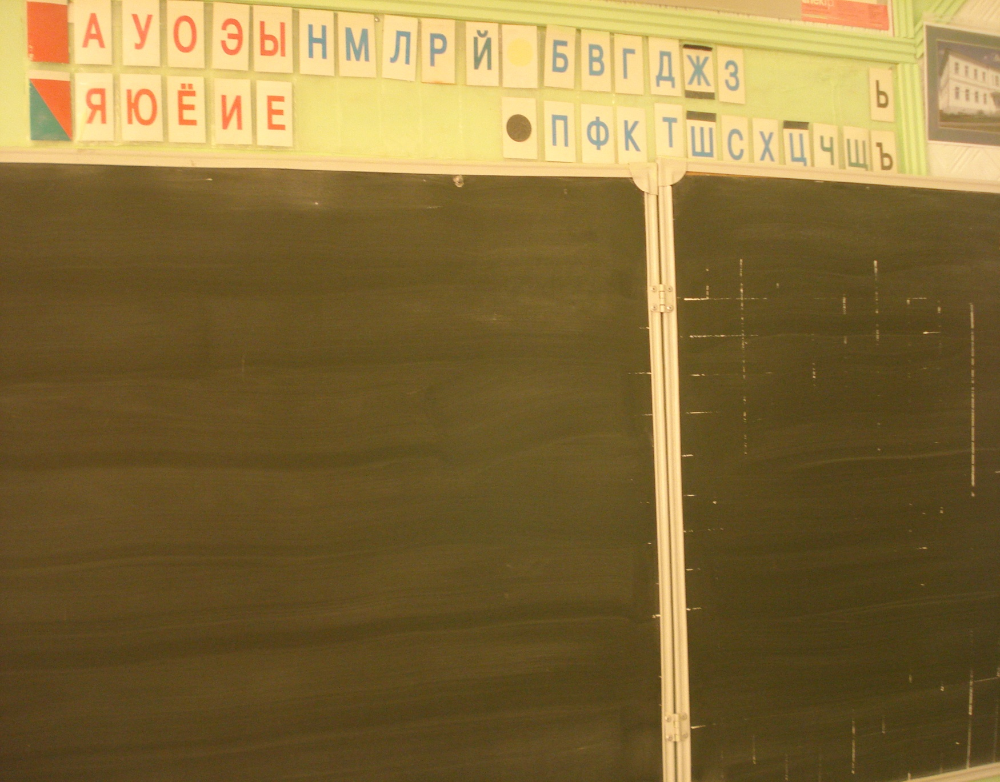 А У О Э Ы Н М Л Р Й Б В Г Д Ж З
Ь
Я Ю Ё И Е П Ф К Т Ш С Х Ц Ч Щ Ъ